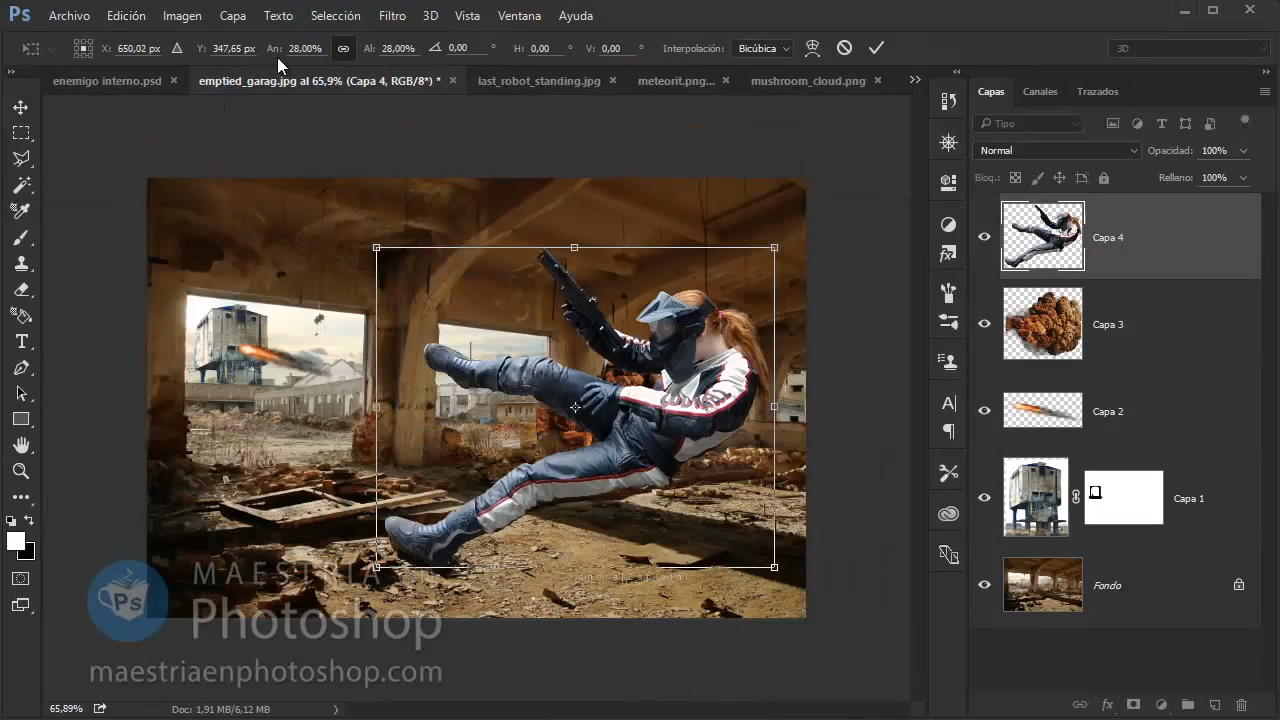 Ps Archivo Edición Imagen Capa Texto Selección Filtro 3D Vista Ventana Ayuda
X: 650,02 px Y: 347,65 px An: 28,00% Al: 28,00% 0,00 ° H: 0,00 ° V: 0,00 ° Interpolación: Bicúbica 3D
enemigo interno.psd × emptied_garag.jpg al 65,9% (Capa 4, RGB/8*) * × last_robot_standing.jpg × meteorit.png... × mushroom_cloud.png ×
Capas Canales Trazados
Tipo
Normal Opacidad: 100%
Bloq.: Relleno: 100%
Capa 4
Capa 3
Capa 2
Capa 1
Fondo
Ps
MAESTRIA EN
Photoshop
maestriaenphotoshop.com
65,89% Doc: 1,91 MB/6,12 MB